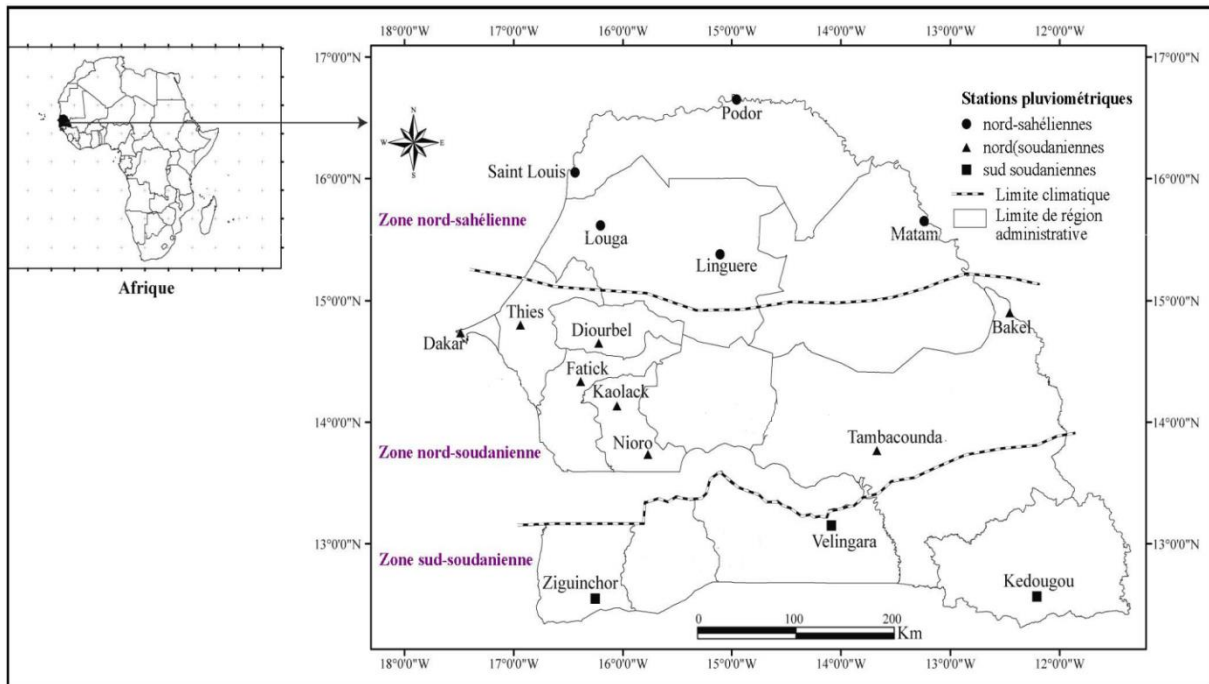 18°0'0"W 17°0'0"W 16°0'0"W 15°0'0"W 14°0'0"W 13°0'0"W 12°0'0"W
17°0'0"N 17°0'0"N
Podor
Stations pluviométriques
nord-sahéliennes
nord(soudaniennes
sud soudaniennes
Limite climatique
Limite de région
administrative
N
W E
S
Saint Louis
16°0'0"N 16°0'0"N
Zone nord-sahélienne
Louga
Matam
Linguere
Afrique
15°0'0"N 15°0'0"N
Thies
Bakel
Dakar
Diourbel
Fatick
Kaolack
14°0'0"N 14°0'0"N
Zone nord-soudanienne
Nioro
Tambacounda
13°0'0"N 13°0'0"N
Velingara
Zone sud-soudanienne
Ziguinchor
Kedougou
0 100 200
Km
18°0'0"W 17°0'0"W 16°0'0"W 15°0'0"W 14°0'0"W 13°0'0"W 12°0'0"W